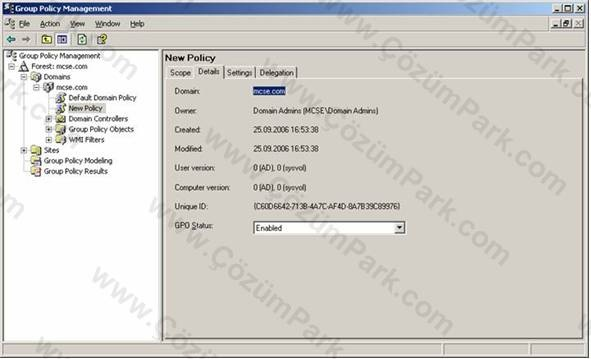 Group Policy Management
File Action View Window Help
Group Policy Management
Forest: mcse.com
Domains
mcse.com
Default Domain Policy
New Policy
Domain Controllers
Group Policy Objects
WMI Filters
Sites
Group Policy Modeling
Group Policy Results
New Policy
Scope Details Settings Delegation
Domain: mcse.com
Owner: Domain Admins (MCSE\Domain Admins)
Created: 25.09.2006 16:53:38
Modified: 25.09.2006 16:53:38
User version: 0 (AD), 0 (sysvol)
Computer version: 0 (AD), 0 (sysvol)
Unique ID: {C60D6642-713B-4A7C-AF4D-8A7B39C89976}
GPO Status: Enabled
www.ÇözümPark.com